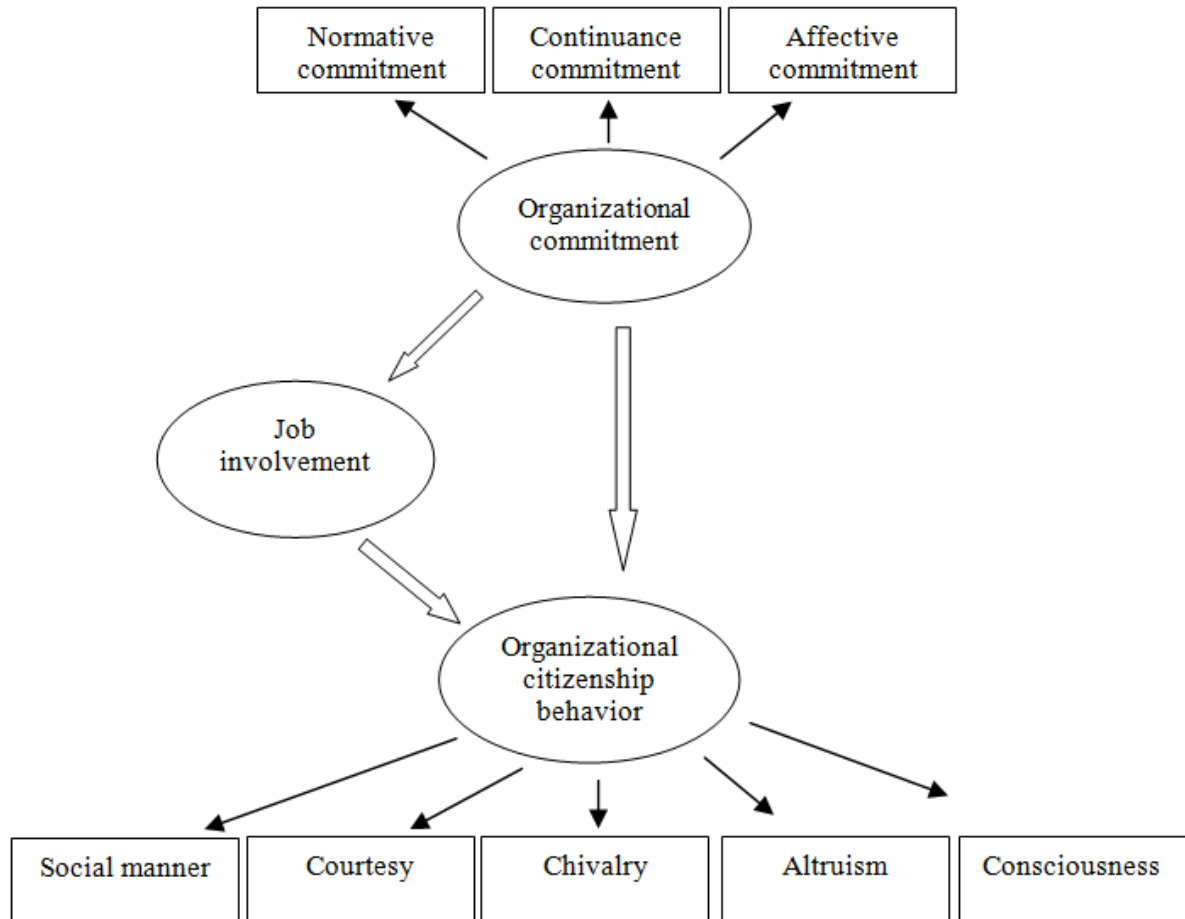 Normative
commitment
Continuance
commitment
Affective
commitment
Organizational
commitment
Job
involvement
Organizational
citizenship
behavior
Social manner
Courtesy
Chivalry
Altruism
Consciousness